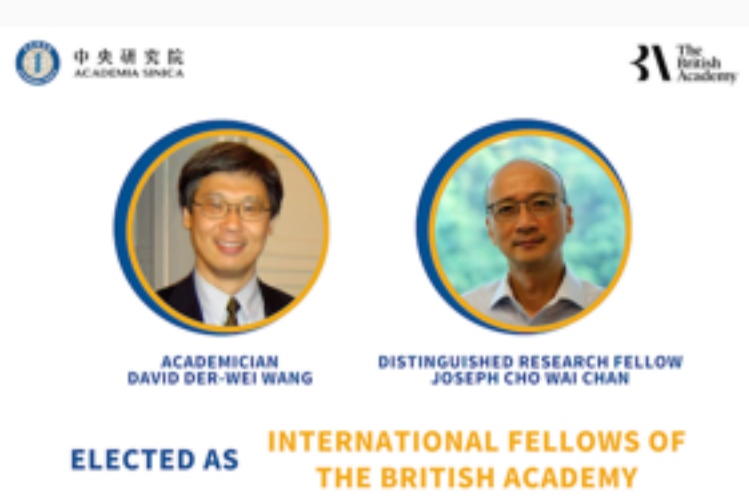 中央研究院
ACADEMIA SINICA
The
British
Academy
ACADEMICIAN
DAVID DER-WEI WANG
DISTINGUISHED RESEARCH FELLOW
JOSEPH CHO WAI CHAN
ELECTED AS
INTERNATIONAL FELLOWS OF
THE BRITISH ACADEMY